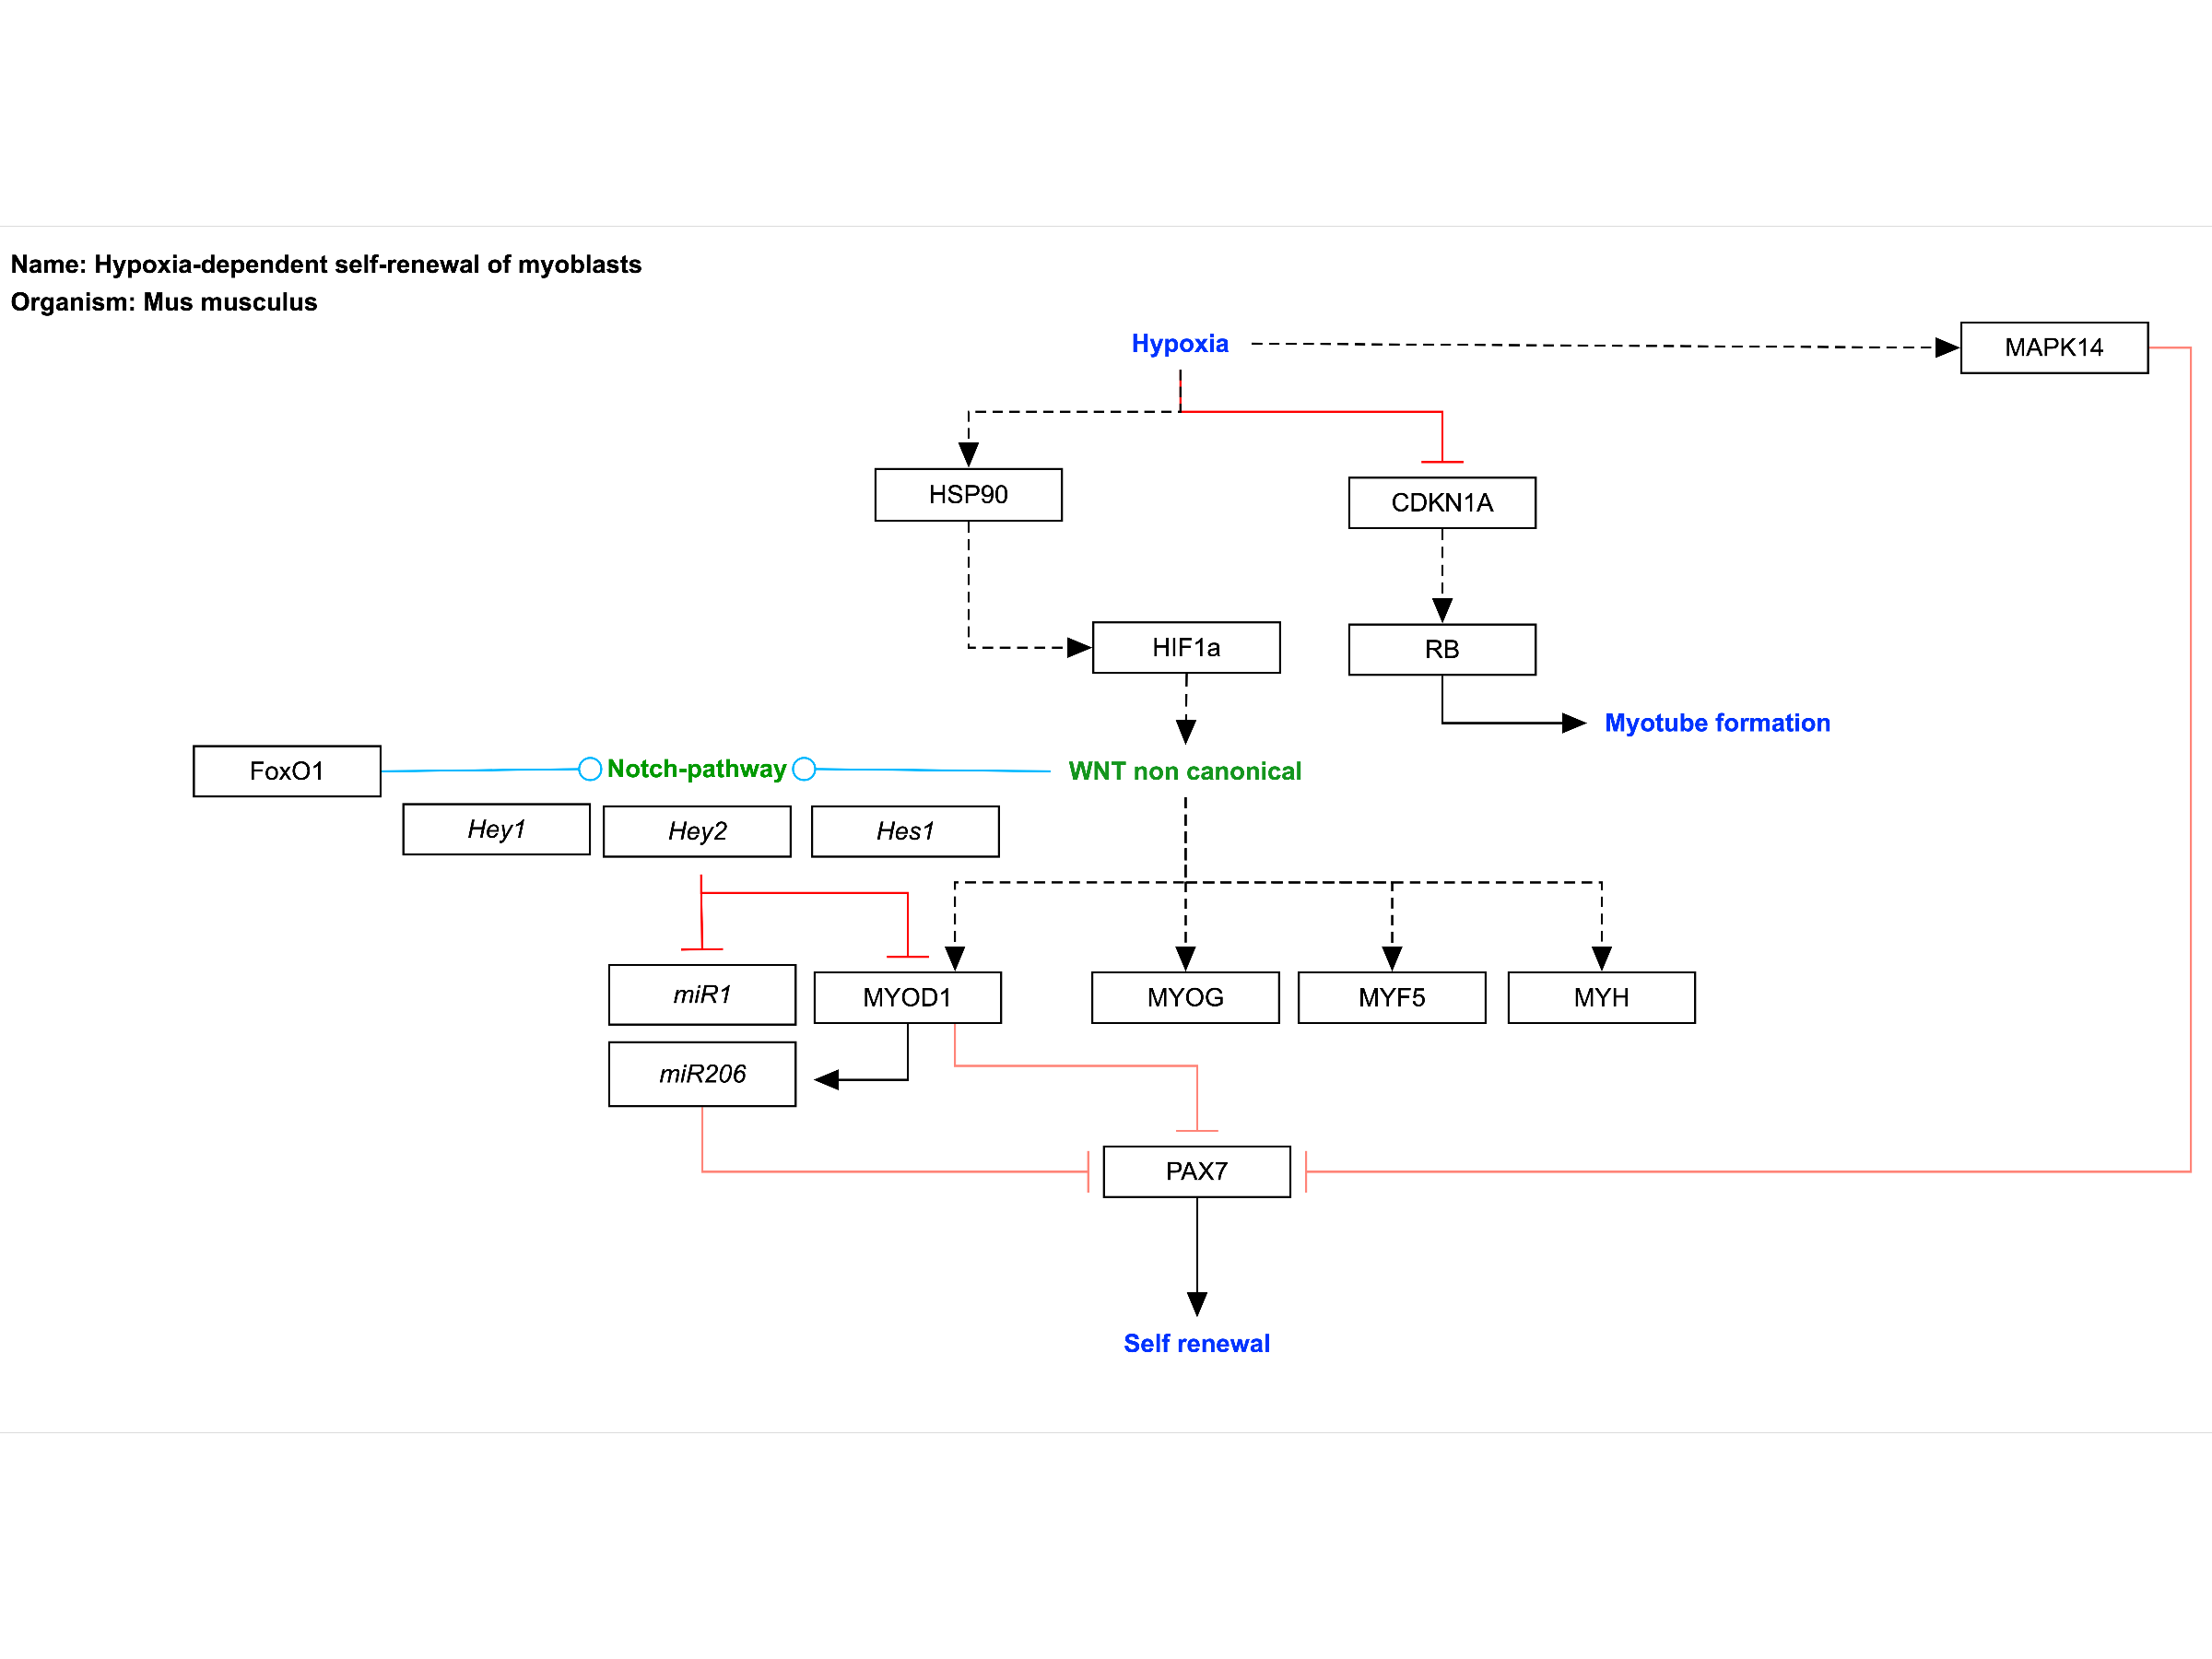 Name: Hypoxia-dependent self-renewal of myoblasts
Organism: Mus musculus
Hypoxia
MAPK14
HSP90
CDKN1A
HIF1a
RB
Myotube formation
FoxO1
Notch-pathway
WNT non canonical
Hey1
Hey2
Hes1
miR1
MYOD1
MYOG
MYF5
MYH
miR206
PAX7
Self renewal